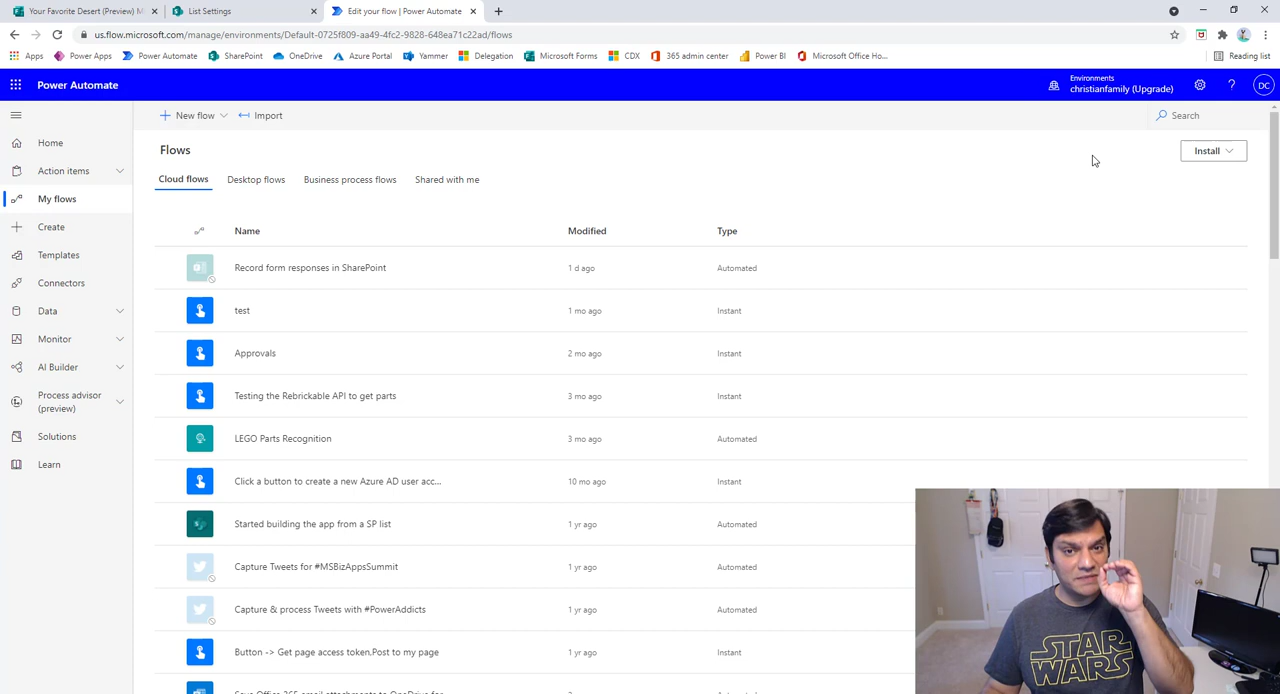 Your Favorite Desert (Preview) M
List Settings
Edit your flow | Power Automate
us.flow.microsoft.com/manage/environments/Default-0725f809-aa49-4fc2-9828-648ea71c22ad/flows
Apps
Power Apps
Power Automate
SharePoint
OneDrive
Azure Portal
Yammer
Delegation
Microsoft Forms
CDX
365 admin center
Power BI
Microsoft Office Ho...
Reading list
Power Automate
Environments
christianfamily (Upgrade)
?
DC
New flow
Import
Search
Home
Action items
My flows
Create
Templates
Connectors
Data
Monitor
AI Builder
Process advisor
(preview)
Solutions
Learn
Flows
Install
Cloud flows
Desktop flows
Business process flows
Shared with me
Name Modified Type
Record form responses in SharePoint 1 d ago Automated
test 1 mo ago Instant
Approvals 2 mo ago Instant
Testing the Rebrickable API to get parts 3 mo ago Instant
LEGO Parts Recognition 3 mo ago Automated
Click a button to create a new Azure AD user acc... 10 mo ago Instant
Started building the app from a SP list 1 yr ago Automated
Capture Tweets for #MSBizAppsSummit 1 yr ago Automated
Capture & process Tweets with #PowerAddicts 1 yr ago Automated
Button -> Get page access token,Post to my page 1 yr ago Instant
Save Office 365 email attachments to OneDrive for
STAR
WARS